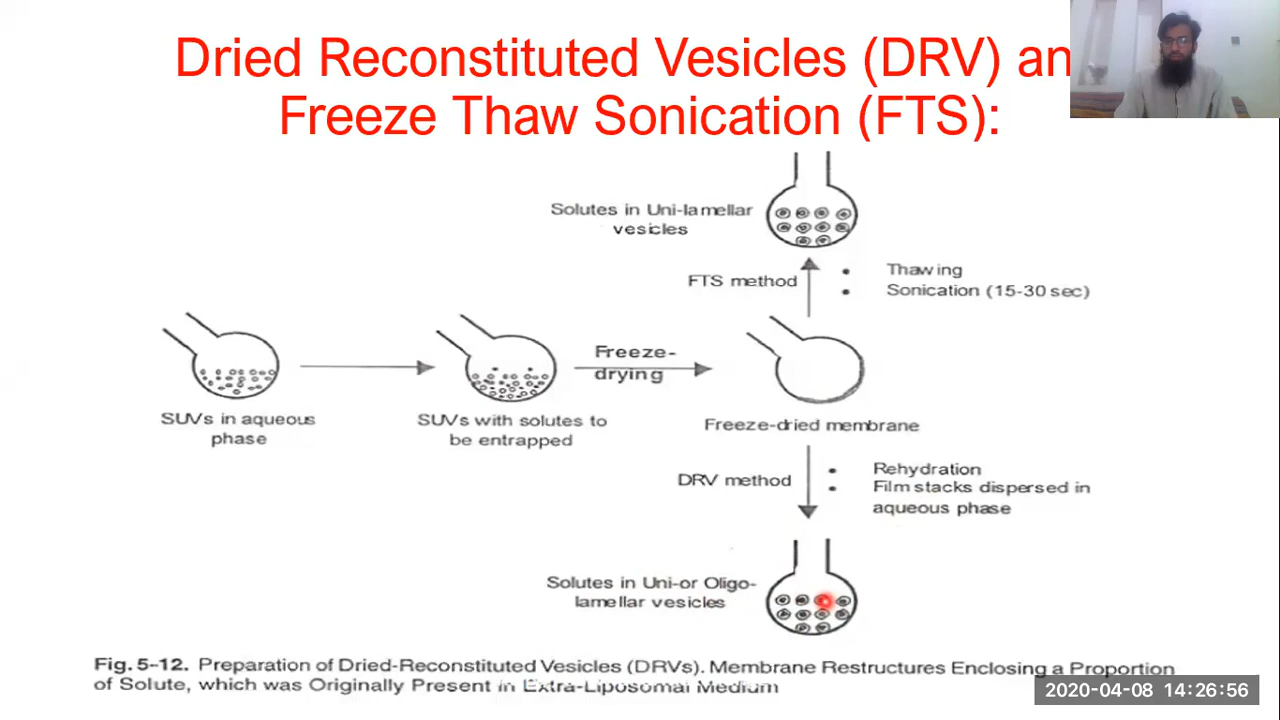 Dried Reconstituted Vesicles (DRV) an
Freeze Thaw Sonication (FTS):
Solutes in Uni-lamellar
vesicles
FTS method
• Thawing
• Sonication (15-30 sec)
Freeze-
drying
SUVs in aqueous
phase
SUVs with solutes to
be entrapped
Freeze-dried membrane
DRV method
• Rehydration
• Film stacks dispersed in
aqueous phase
Solutes in Uni-or Oligo-
lamellar vesicles
Fig. 5-12. Preparation of Dried-Reconstituted Vesicles (DRVs). Membrane Restructures Enclosing a Proportion
of Solute, which was Originally Present in Extra-Liposomal Medium
2020-04-08 14:26:56